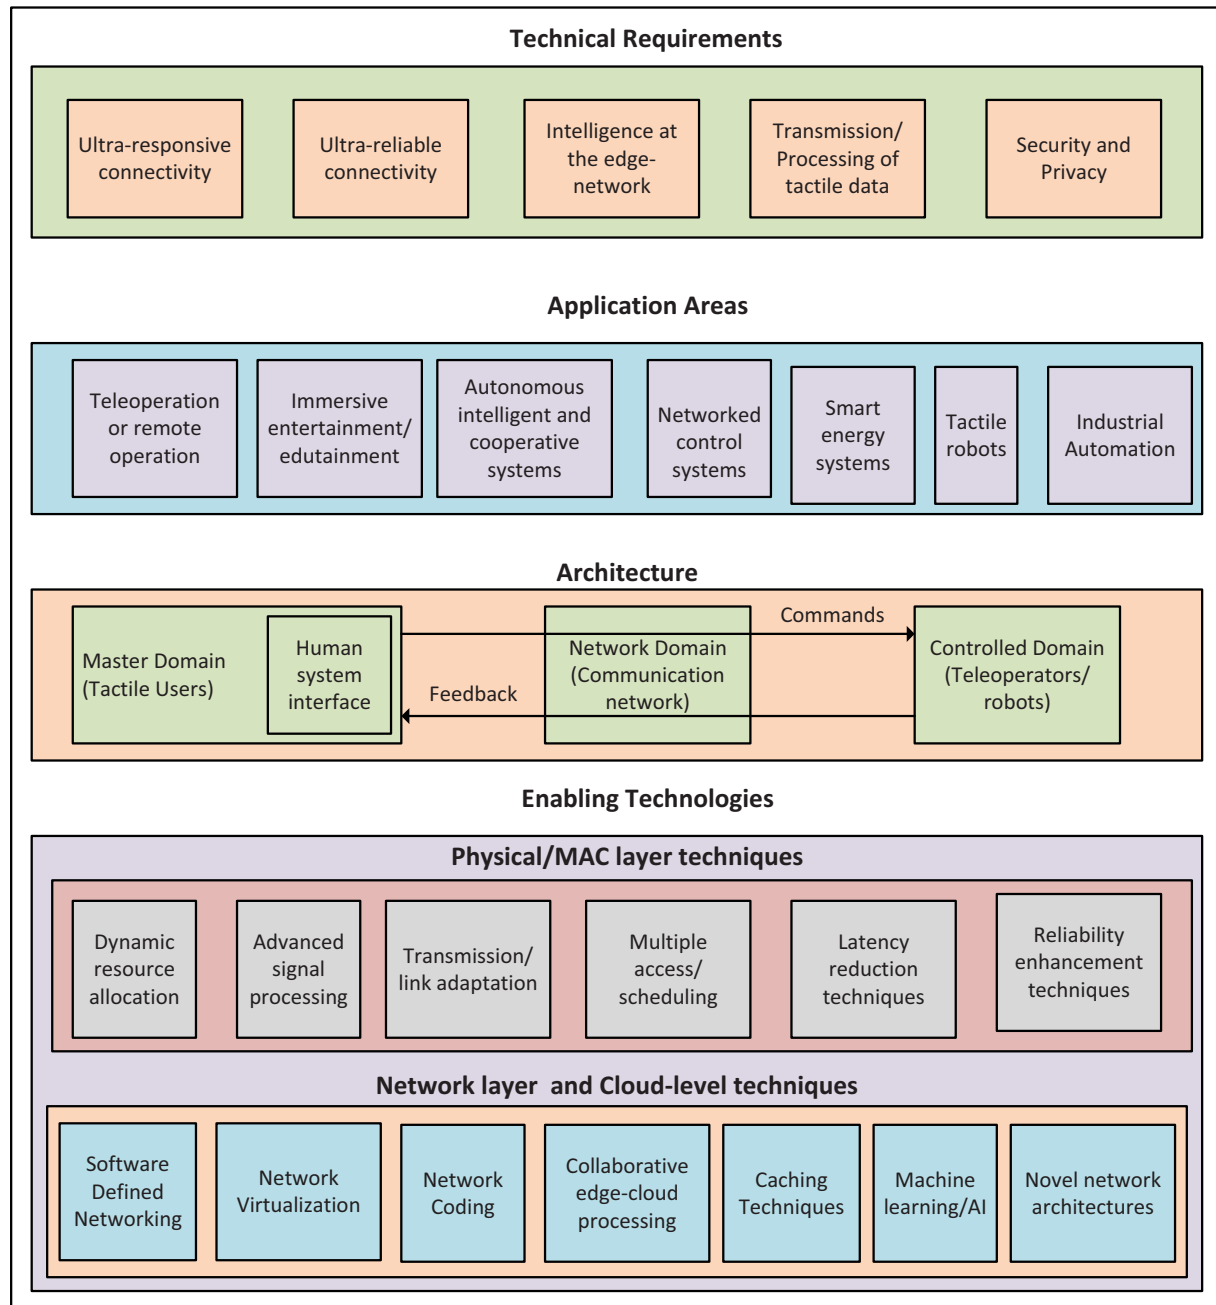 Technical Requirements
Ultra-responsive
connectivity
Ultra-reliable
connectivity
Intelligence at
the edge-
network
Transmission/
Processing of
tactile data
Security and
Privacy
Application Areas
Teleoperation
or remote
operation
Immersive
entertainment/
edutainment
Autonomous
intelligent and
cooperative
systems
Networked
control
systems
Smart
energy
systems
Tactile
robots
Industrial
Automation
Architecture
Master Domain
(Tactile Users)
Human
system
interface
Feedback
Network Domain
(Communication
network)
Commands
Controlled Domain
(Teleoperators/
robots)
Enabling Technologies
Physical/MAC layer techniques
Dynamic
resource
allocation
Advanced
signal
processing
Transmission/
link adaptation
Multiple
access/
scheduling
Latency
reduction
techniques
Reliability
enhancement
techniques
Network layer and Cloud-level techniques
Software
Defined
Networking
Network
Virtualization
Network
Coding
Collaborative
edge-cloud
processing
Caching
Techniques
Machine
learning/AI
Novel network
architectures